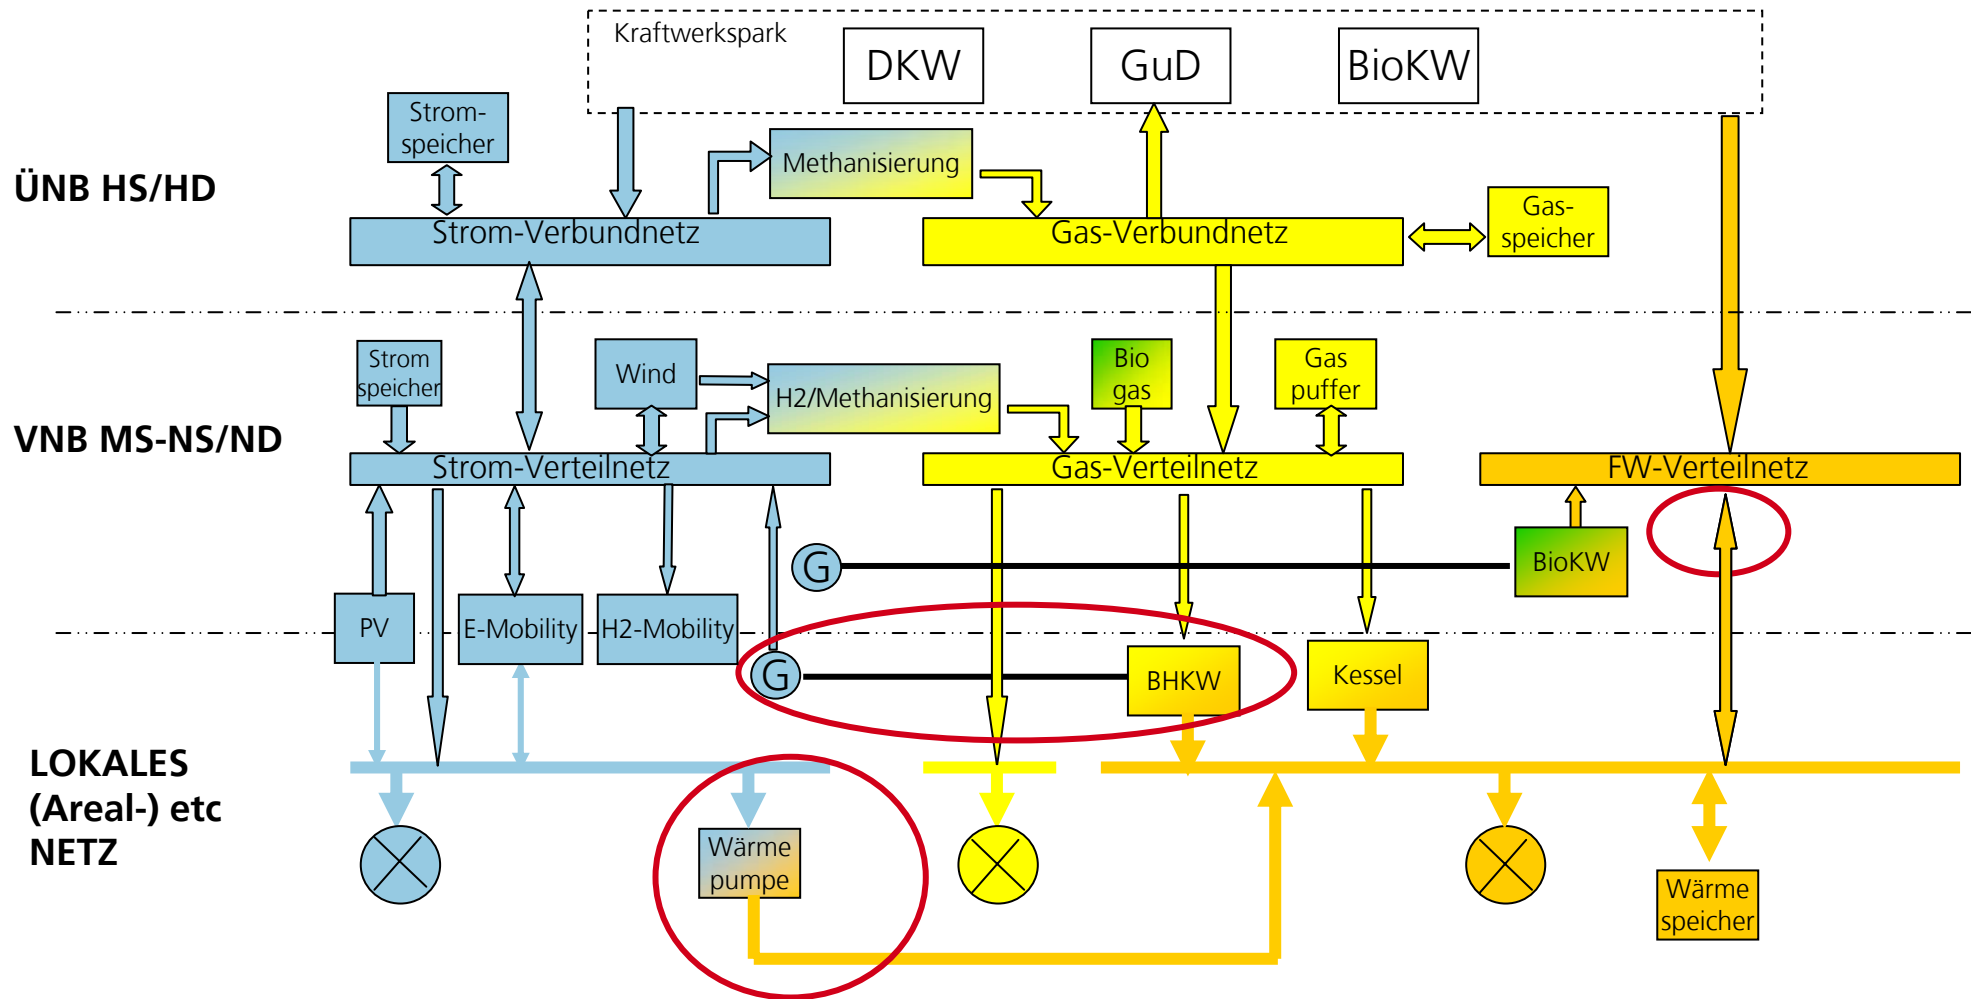 Kraftwerkspark
DKW
GuD
BioKW
Strom-
speicher
Methanisierung
ÜNB HS/HD
Gas-
speicher
Strom-Verbundnetz
Gas-Verbundnetz
Strom
speicher
Wind
H2/Methanisierung
Bio
gas
Gas
puffer
VNB MS-NS/ND
Strom-Verteilnetz
Gas-Verteilnetz
FW-Verteilnetz
G
BioKW
PV
E-Mobility
H2-Mobility
G
BHKW
Kessel
LOKALES
(Areal-) etc
NETZ
Wärme
pumpe
Wärme
speicher